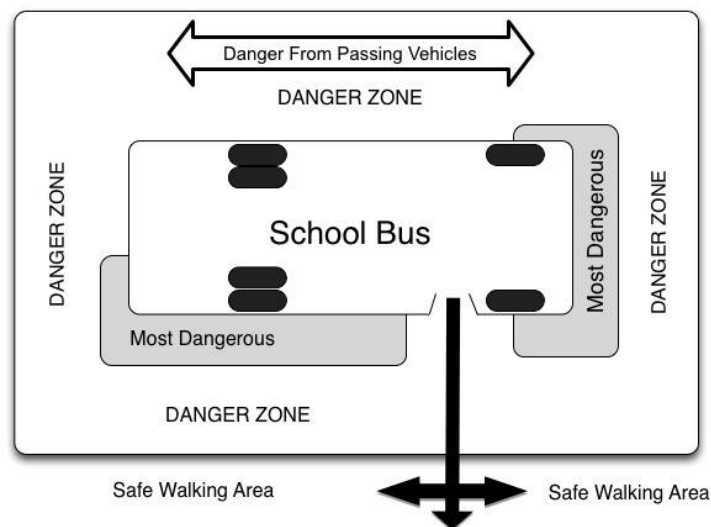 Danger From Passing Vehicles
DANGER ZONE
DANGER ZONE
School Bus
Most Dangerous
DANGER ZONE
Most Dangerous
DANGER ZONE
Safe Walking Area
Safe Walking Area